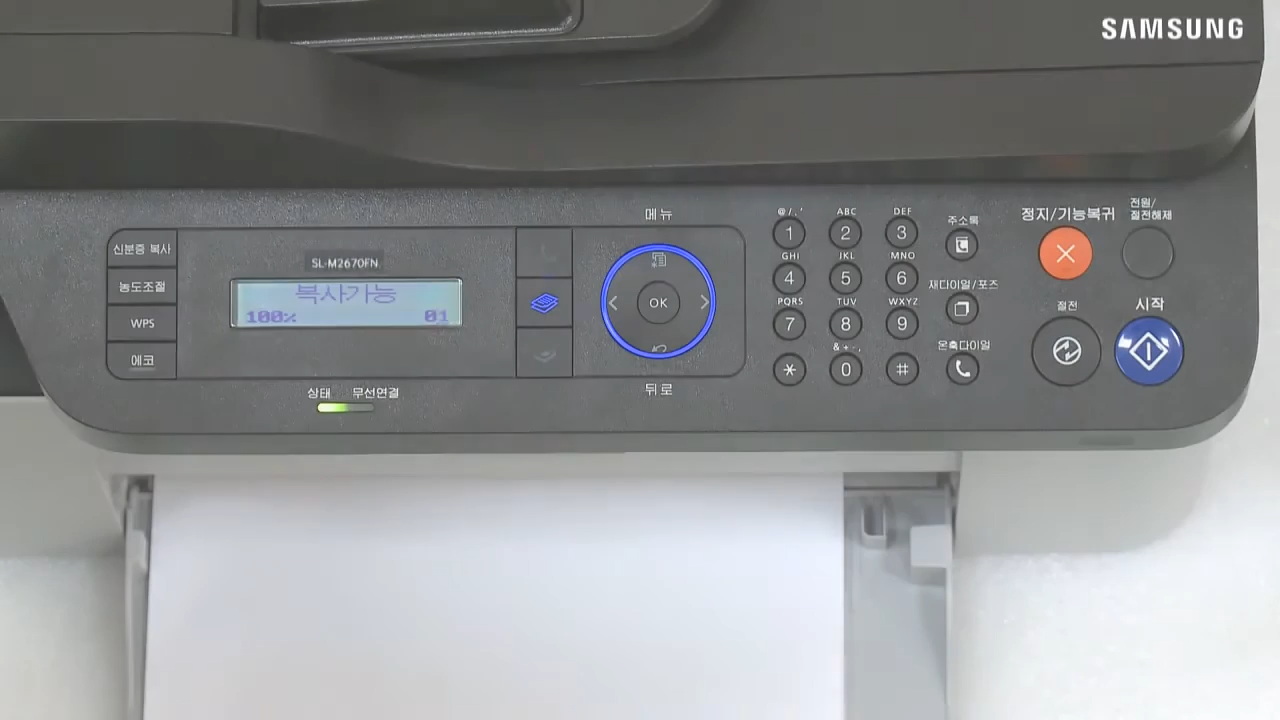 SAMSUNG
신분증 복사
농도조절
WPS
에코
SL-M2670FN
복사가능
100% 01
상태 무선연결
메뉴
OK
뒤로
@/.' ABC DEF
1 2 3
GHI JKL MNO
4 5 6
PQRS TUV WXYZ
7 8 9
&+-,
* 0 #
주소록
재다이얼/포즈
온훅다이얼
정지/기능복귀
전원/
절전해제
절전
시작